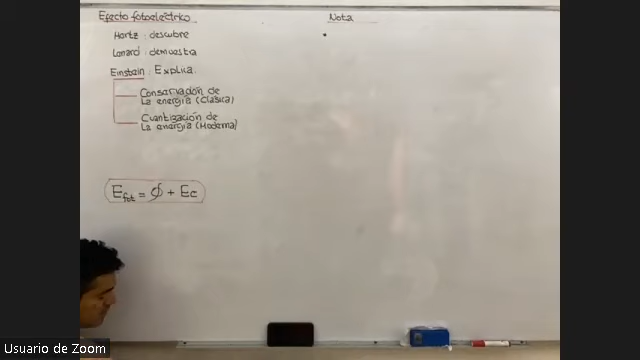 Efecto fotoeléctrico
Hertz : descubre
Lenard : demuestra
Einstein : Explica.
Conservación de
La energía (Clásica)
Cuantización de
La energía (Moderna)
E fot = ∅ + Ec
Nota
•
Usuario de Zoom